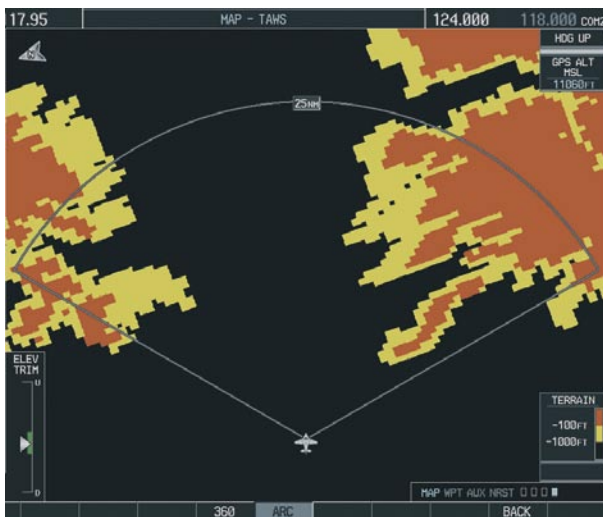 17.95 MAP – TAWS 124.000 118.000 COM2
HDG UP
N
GPS ALT
MSL
11060FT
25NM
ELEV
TRIM
U
D
TERRAIN
-100FT
-1000FT
MAP WPT AUX NRST
360 ARC BACK